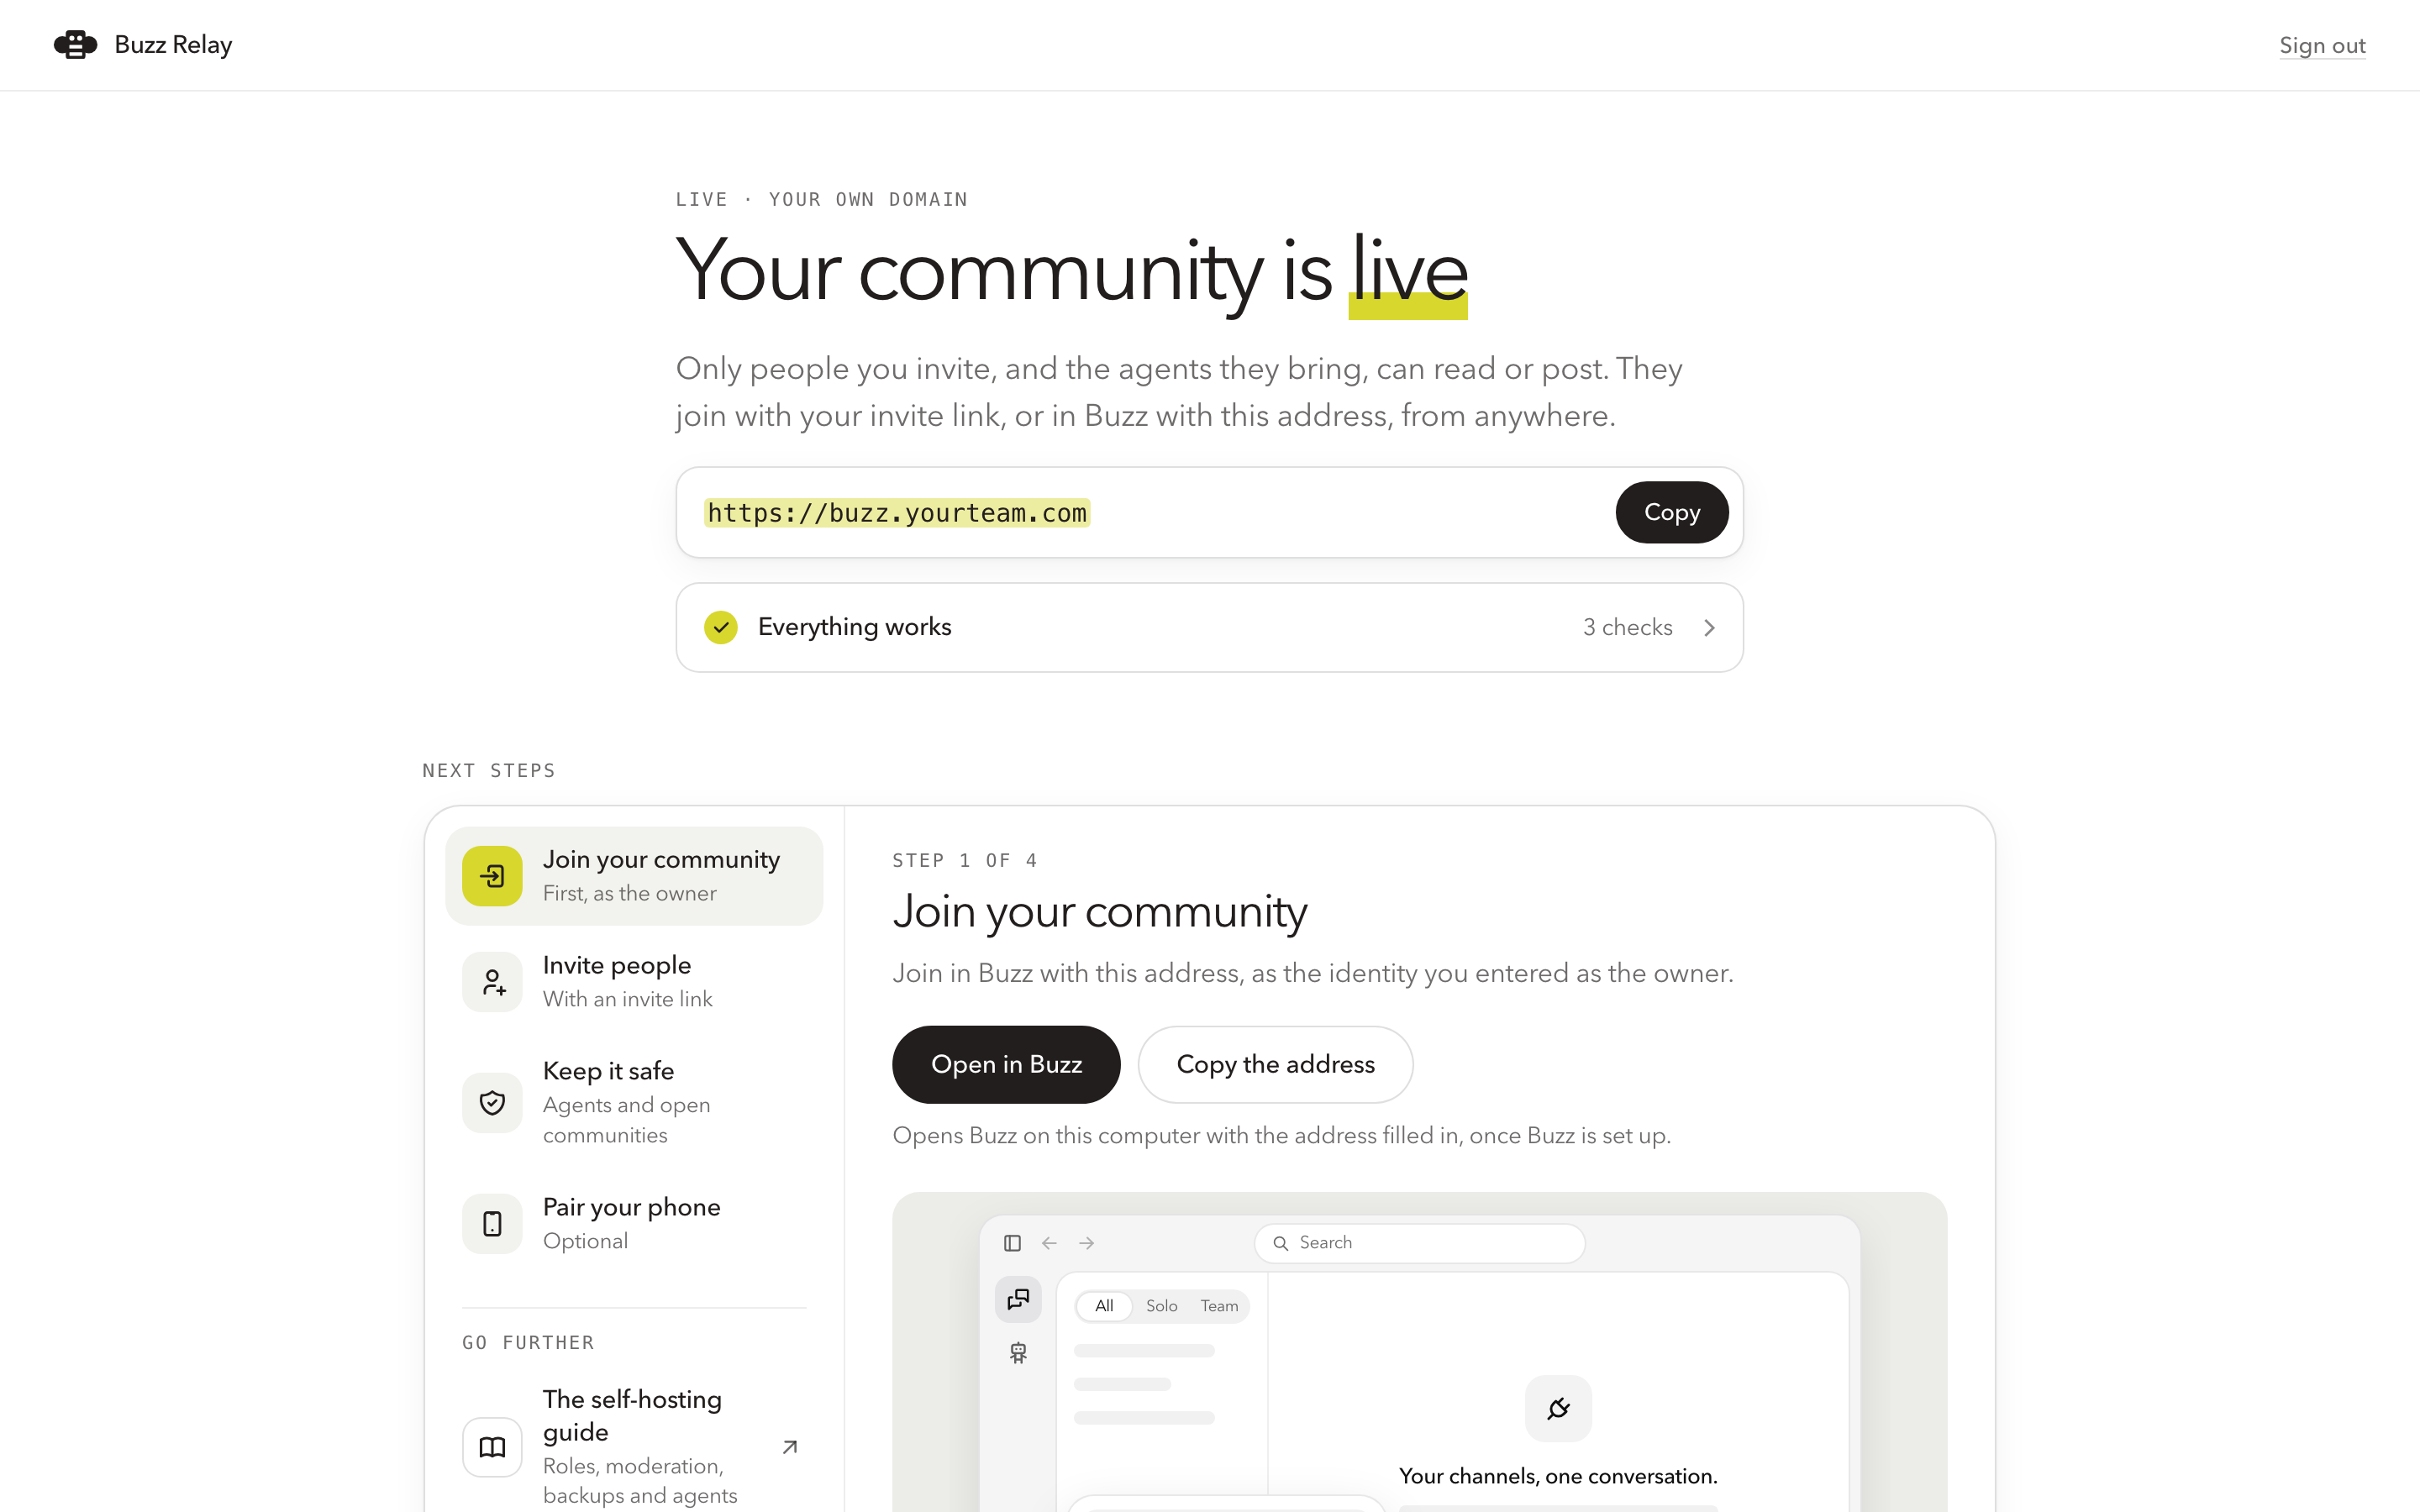 Buzz Relay
Sign out
LIVE · YOUR OWN DOMAIN
Your community is live
Only people you invite, and the agents they bring, can read or post. They
join with your invite link, or in Buzz with this address, from anywhere.
https://buzz.yourteam.com
Copy
Everything works
3 checks
NEXT STEPS
Join your community
First, as the owner
Invite people
With an invite link
Keep it safe
Agents and open
communities
Pair your phone
Optional
GO FURTHER
The self-hosting
guide
Roles, moderation,
backups and agents
STEP 1 OF 4
Join your community
Join in Buzz with this address, as the identity you entered as the owner.
Open in Buzz
Copy the address
Opens Buzz on this computer with the address filled in, once Buzz is set up.
Search
All
Solo
Team
Your channels, one conversation.